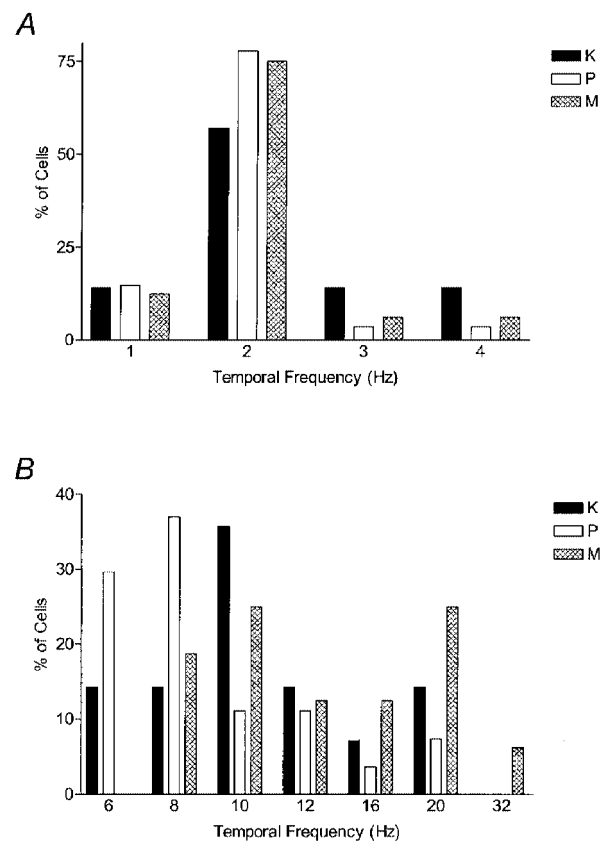 A
K
P
M
75
50
25
0
% of Cells
1 2 3 4
Temporal Frequency (Hz)
B
K
P
M
40
30
20
10
0
% of Cells
6 8 10 12 16 20 32
Temporal Frequency (Hz)